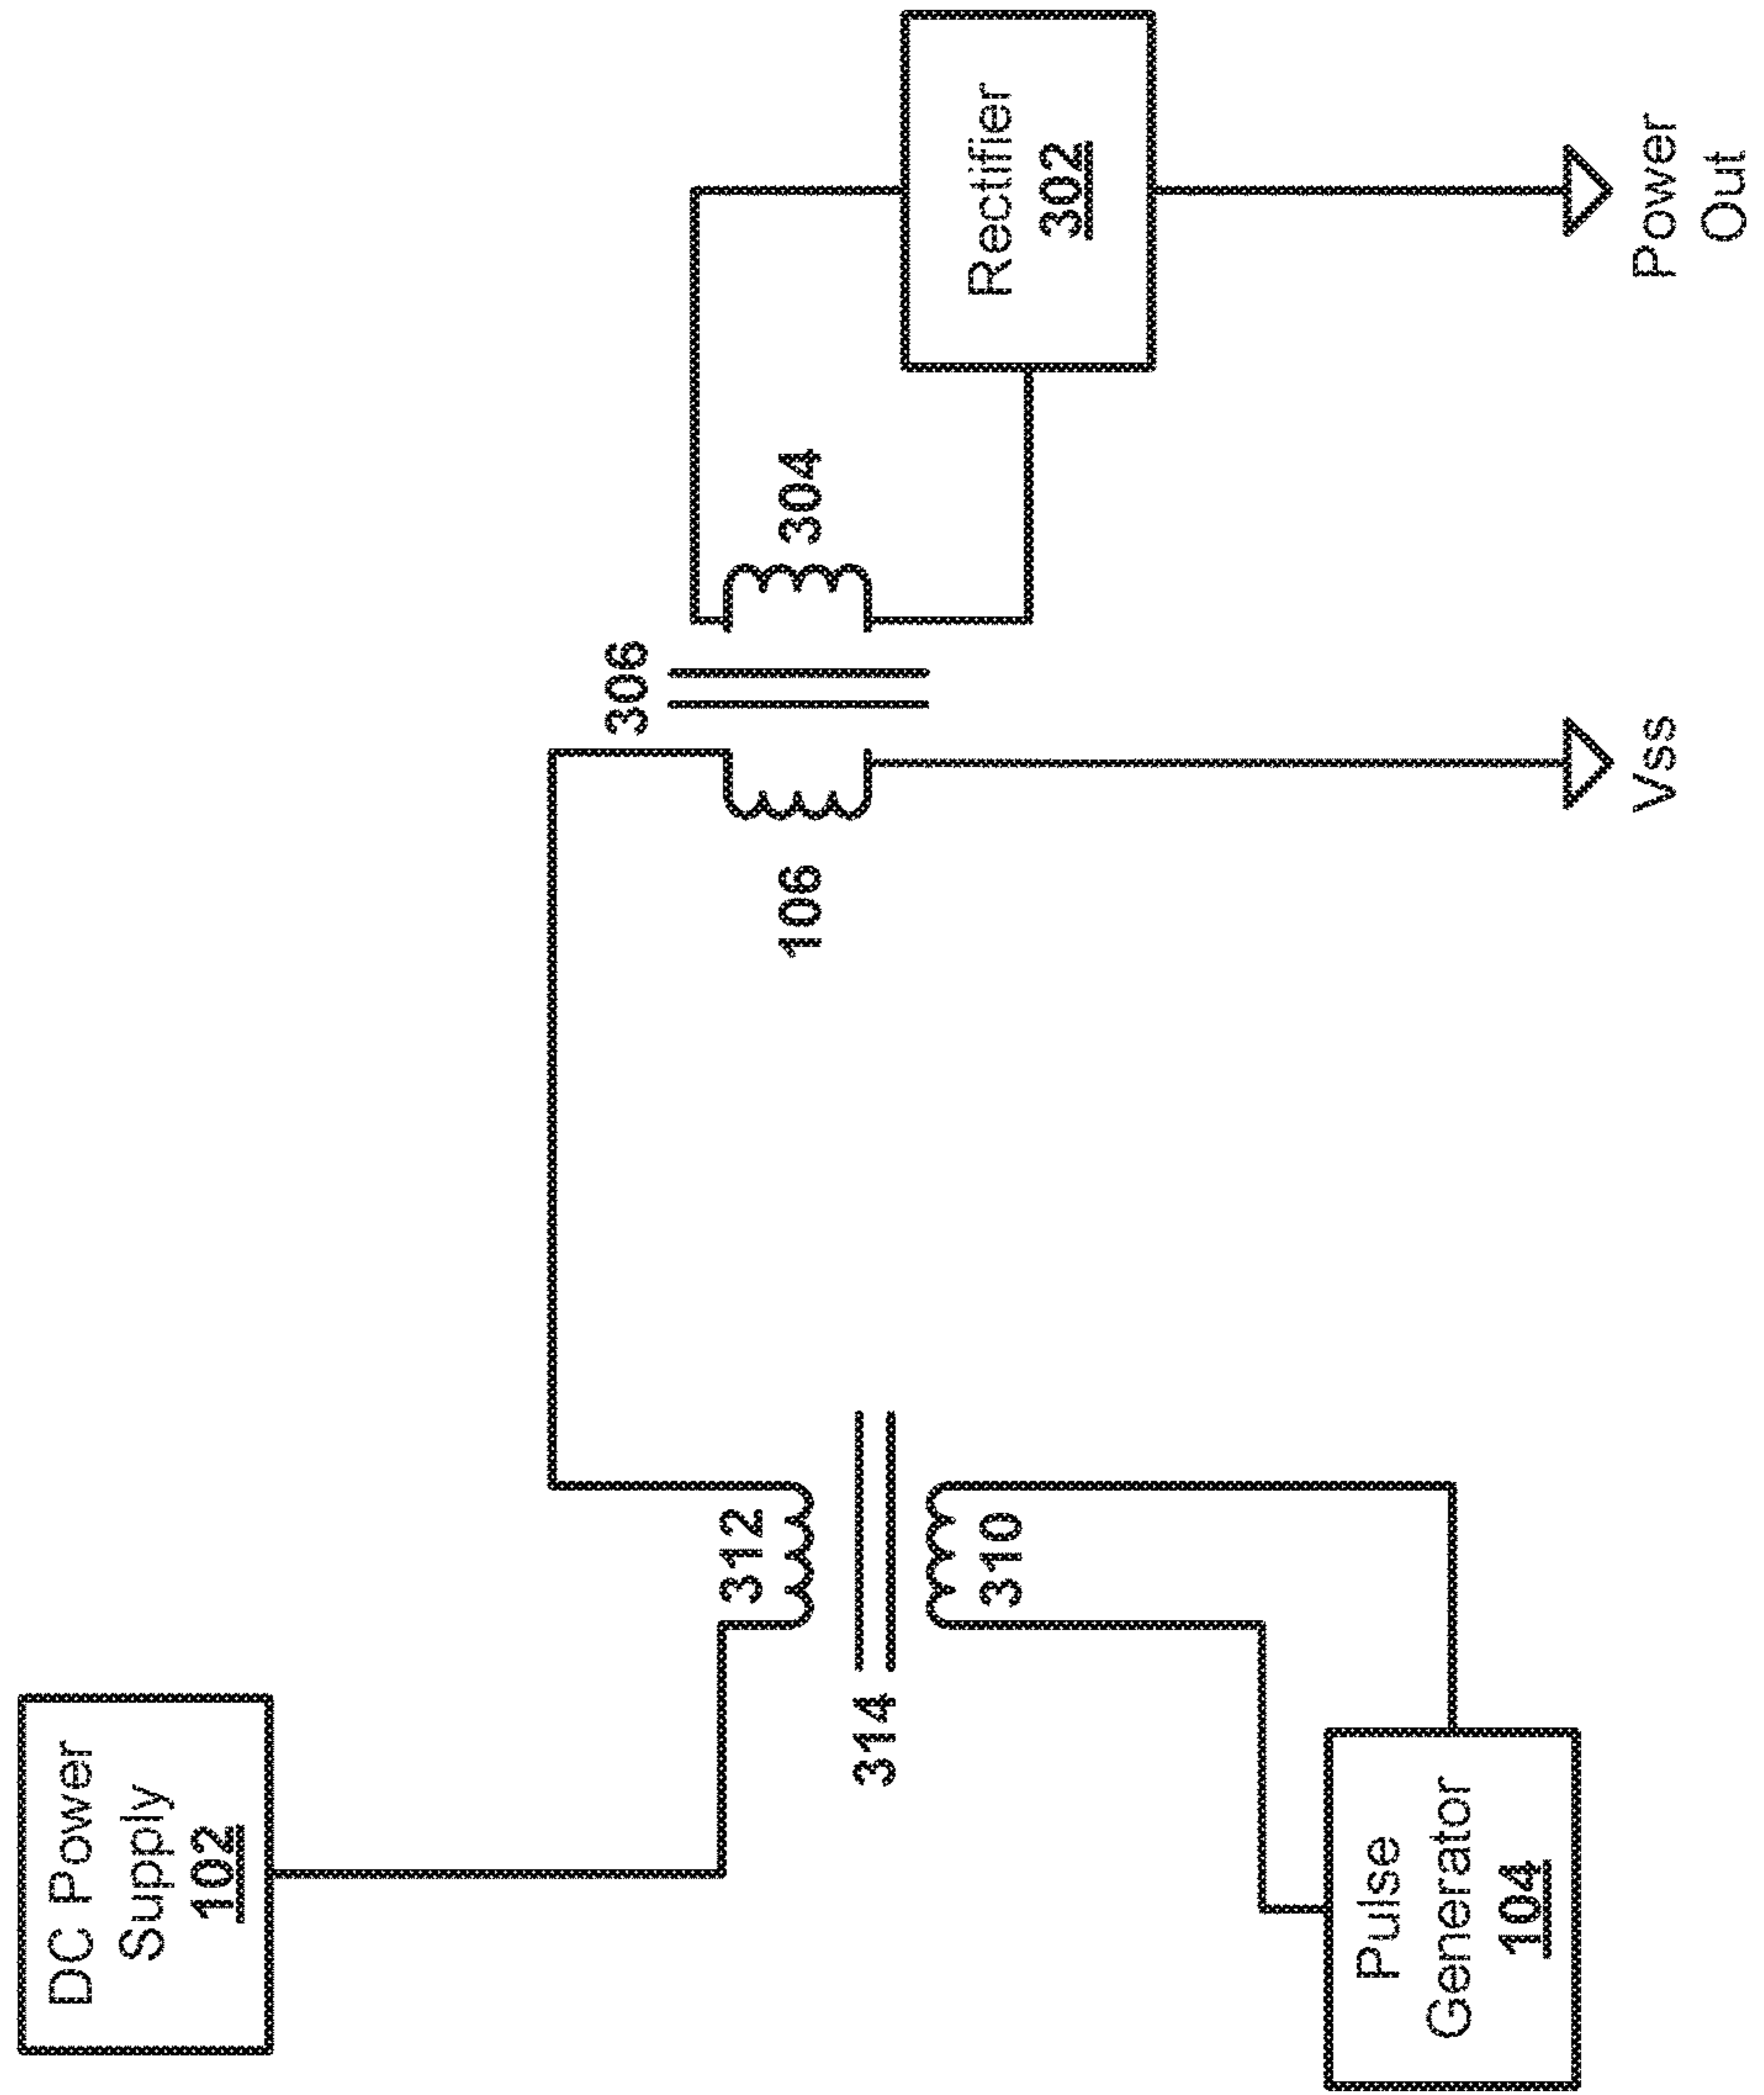 DC Power
Supply
102
306
312
106
304
314
310
Rectifier
302
Pulse
Generator
104
Vss
Power
Out